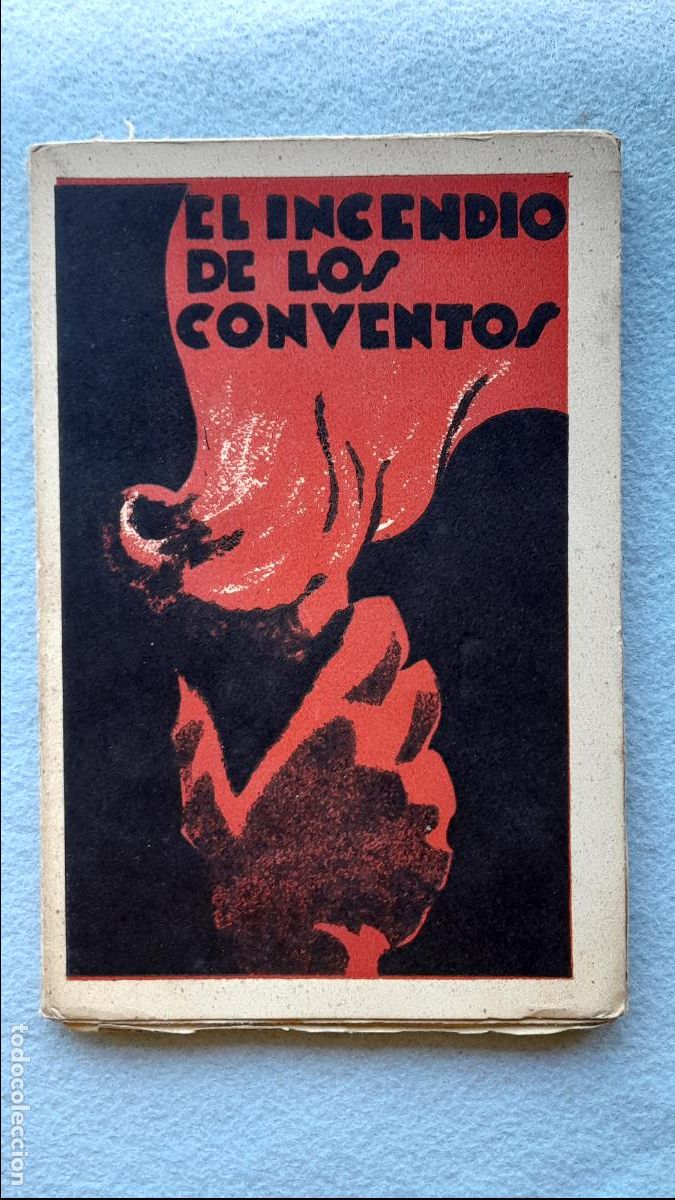 EL INCENDIO
DE LOS
CONVENTOS
todocoleccion